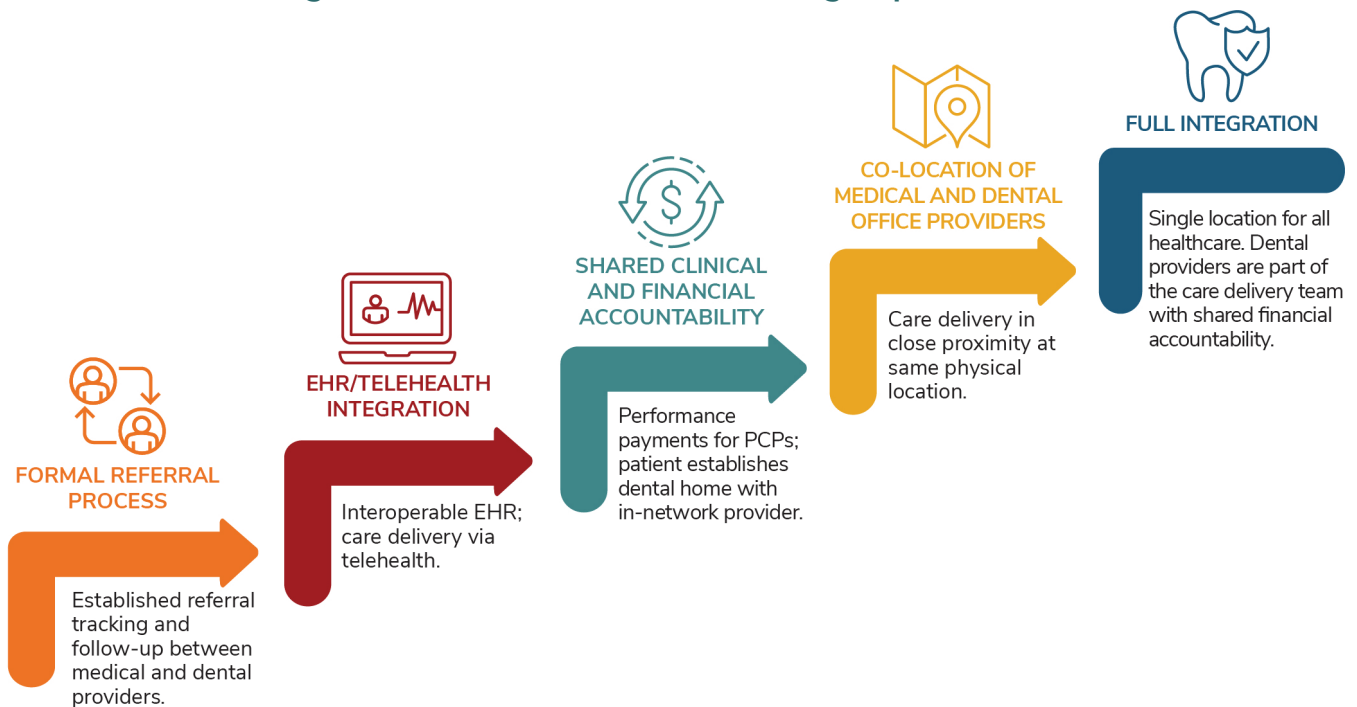 FORMAL REFERRAL
PROCESS
Established referral
tracking and
follow-up between
medical and dental
providers.
EHR/TELEHEALTH
INTEGRATION
Interoperable EHR;
care delivery via
telehealth.
SHARED CLINICAL
AND FINANCIAL
ACCOUNTABILITY
$
Performance
payments for PCPs;
patient establishes
dental home with
in-network provider.
CO-LOCATION OF
MEDICAL AND DENTAL
OFFICE PROVIDERS
Care delivery in
close proximity at
same physical
location.
FULL INTEGRATION
Single location for all
healthcare. Dental
providers are part of
the care delivery team
with shared financial
accountability.